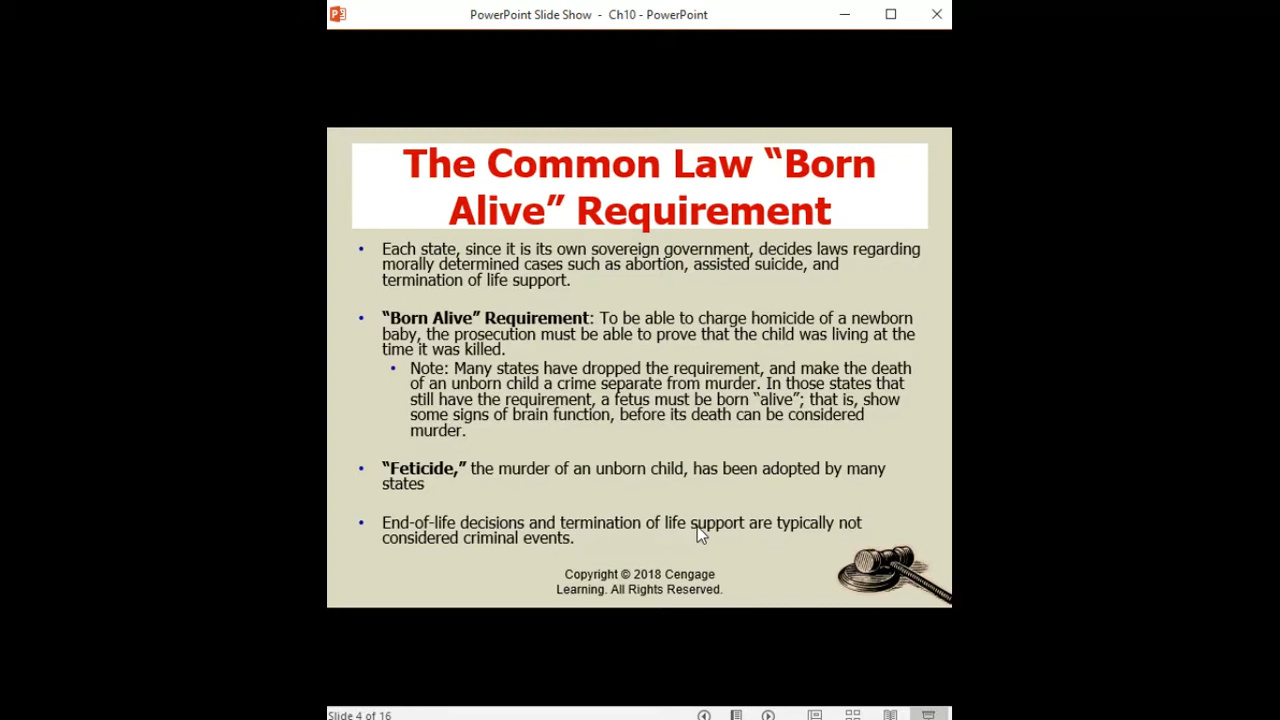 PowerPoint Slide Show - Ch10 - PowerPoint
The Common Law “Born
Alive” Requirement
• Each state, since it is its own sovereign government, decides laws regarding
morally determined cases such as abortion, assisted suicide, and
termination of life support.
• “Born Alive” Requirement: To be able to charge homicide of a newborn
baby, the prosecution must be able to prove that the child was living at the
time it was killed.
• Note: Many states have dropped the requirement, and make the death
of an unborn child a crime separate from murder. In those states that
still have the requirement, a fetus must be born “alive”; that is, show
some signs of brain function, before its death can be considered
murder.
• “Feticide,” the murder of an unborn child, has been adopted by many
states
• End-of-life decisions and termination of life support are typically not
considered criminal events.
Copyright © 2018 Cengage
Learning. All Rights Reserved.
Slide 4 of 16